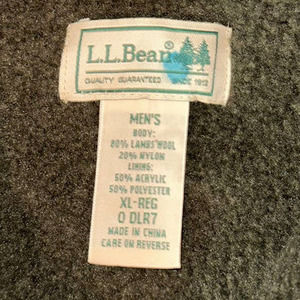 L.L.Bean®
QUALITY GUARANTEED SINCE 1912
MEN'S
BODY:
80% LAMBS WOOL
20% NYLON
LINING:
50% ACRYLIC
50% POLYESTER
XL-REG
0 DLR7
MADE IN CHINA
CARE ON REVERSE